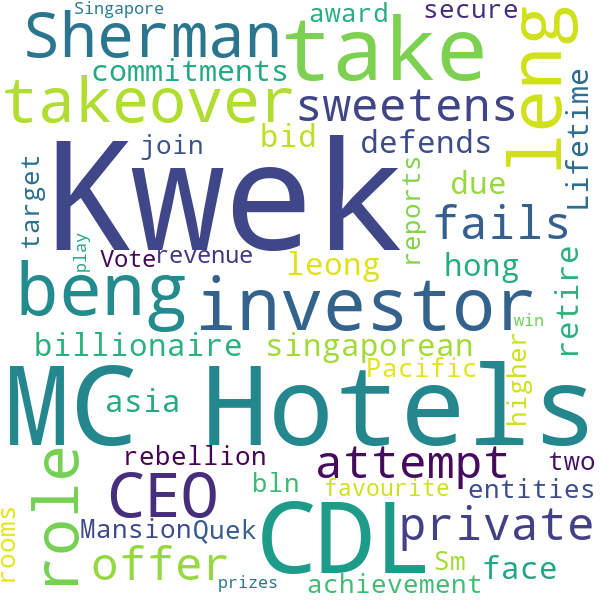 Singapore
award
secure
Sherman
take
leng
commitments
takeover
sweetens
Lifetime
bid
defends
join
Kwek
target
reports
due
fails
play
Vote
revenue
leong
hong
retire
beng
investor
billionaire
singaporean
win
Pacific
higher
MC Hotels
asia
rebellion
attempt
two
role
CEO
bln
favourite
entities
rooms
Mansion
Quek
CDL
private
offer
Sm
face
prizes
achievement